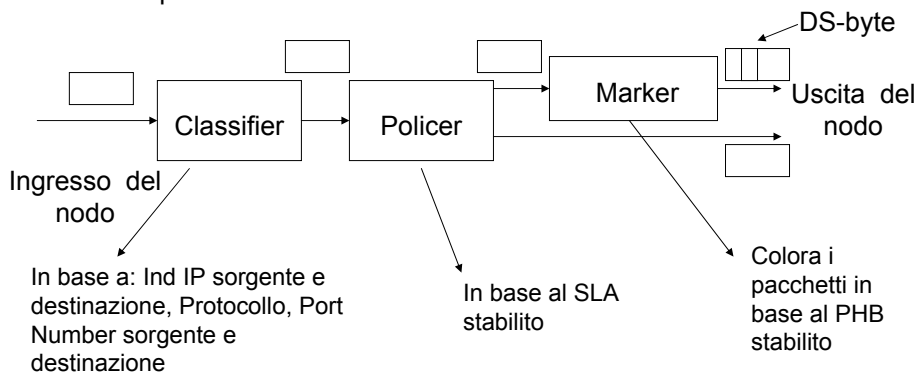 DS-byte
Classifier
Policer
Marker
Uscita del
nodo
Ingresso del
nodo
In base a: Ind IP sorgente e
destinazione, Protocollo, Port
Number sorgente e
destinazione
In base al SLA
stabilito
Colora i
pacchetti in
base al PHB
stabilito